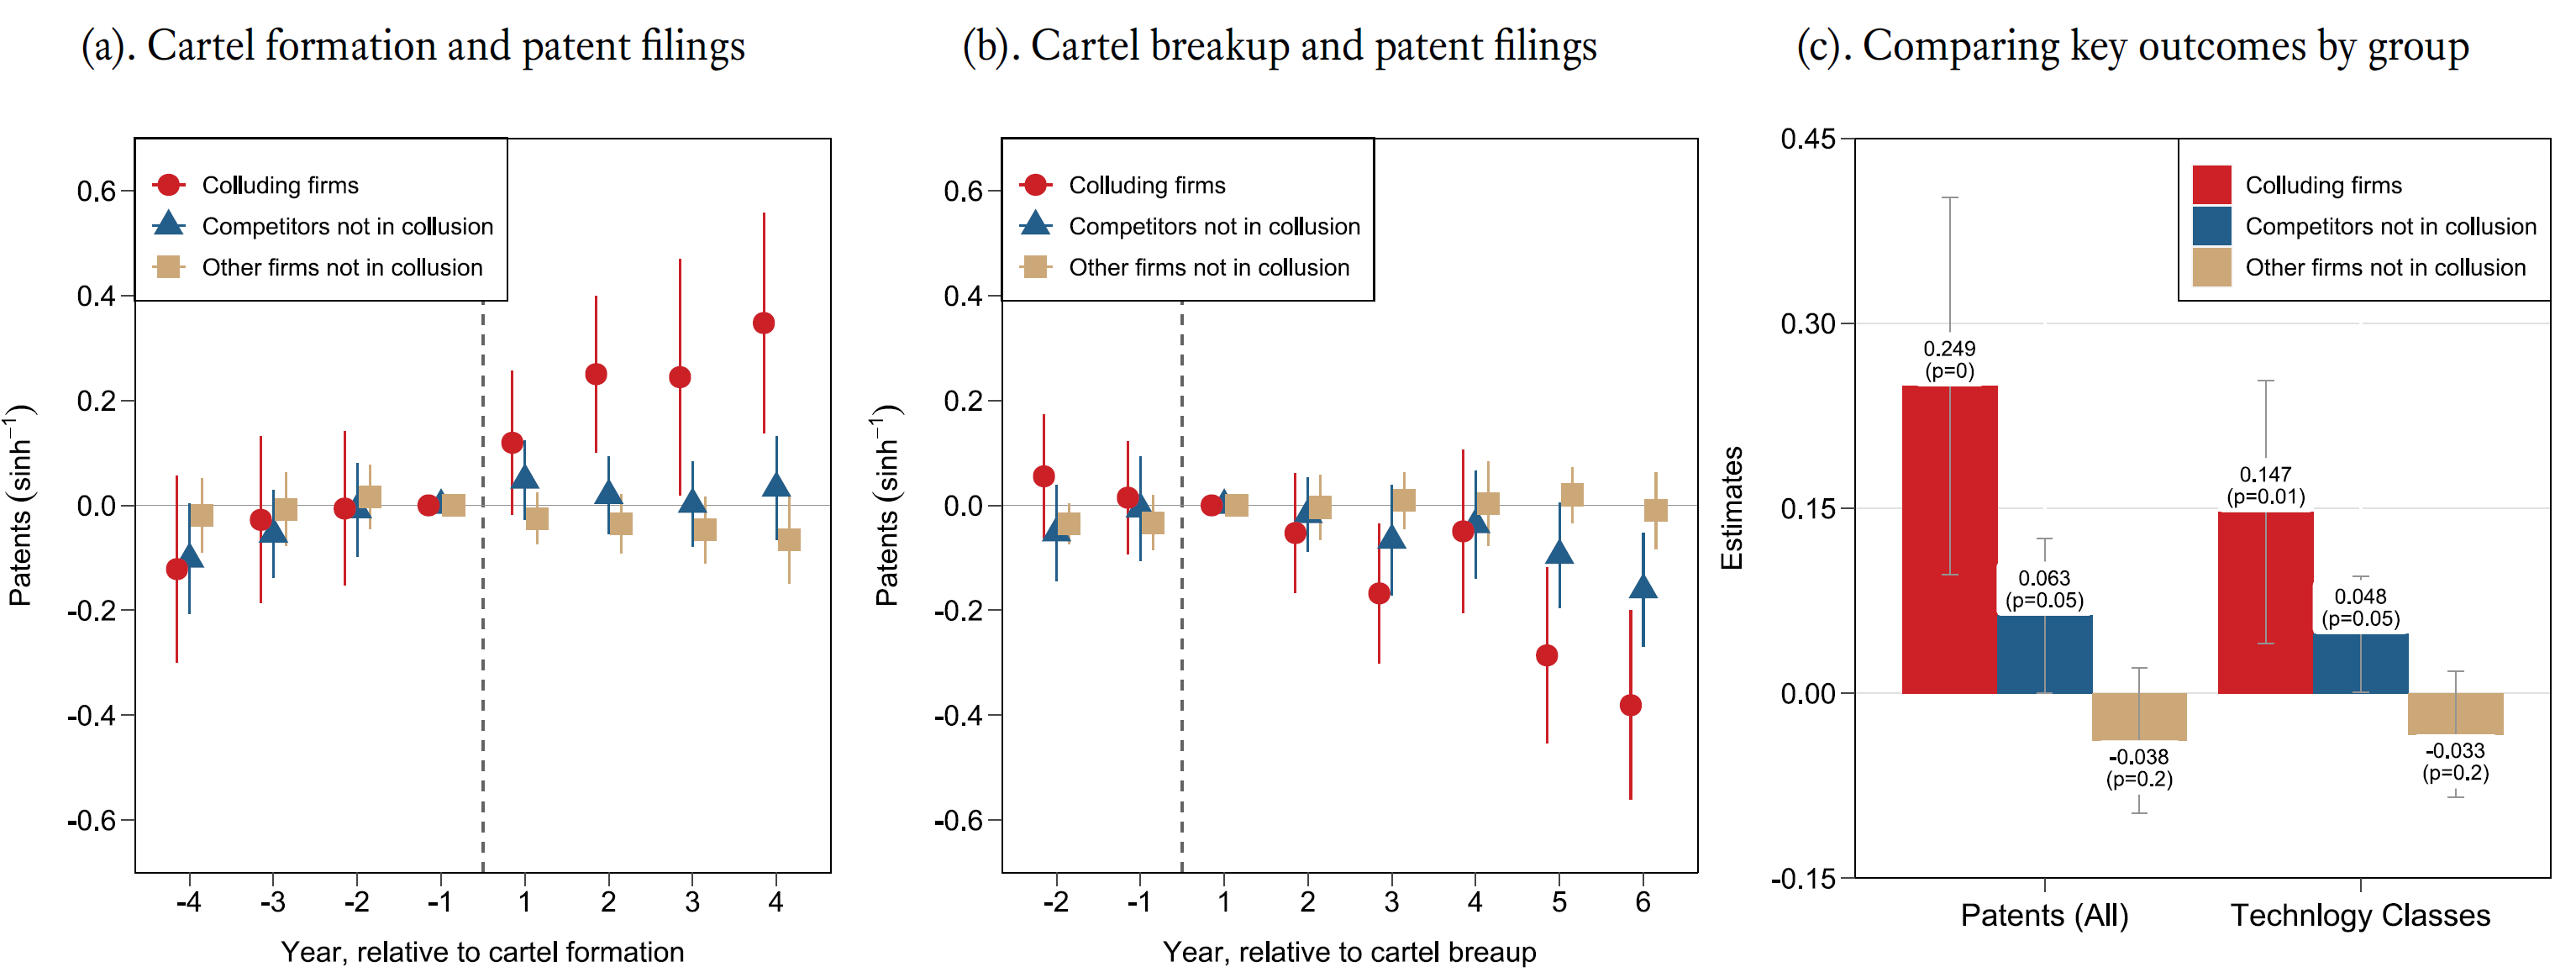 (a). Cartel formation and patent filings
Colluding firms
Competitors not in collusion
Other firms not in collusion
0.6
0.4
0.2
0.0
-0.2
-0.4
-0.6
Patents (sinh⁻¹)
-4 -3 -2 -1 1 2 3 4
Year, relative to cartel formation
(b). Cartel breakup and patent filings
Colluding firms
Competitors not in collusion
Other firms not in collusion
0.6
0.4
0.2
0.0
-0.2
-0.4
-0.6
Patents (sinh⁻¹)
-2 -1 1 2 3 4 5 6
Year, relative to cartel breaup
(c). Comparing key outcomes by group
Colluding firms
Competitors not in collusion
Other firms not in collusion
0.45
0.30
0.15
0.00
-0.15
Estimates
0.249
(p=0)
0.063
(p=0.05)
-0.038
(p=0.2)
0.147
(p=0.01)
0.048
(p=0.05)
-0.033
(p=0.2)
Patents (All) Technlogy Classes